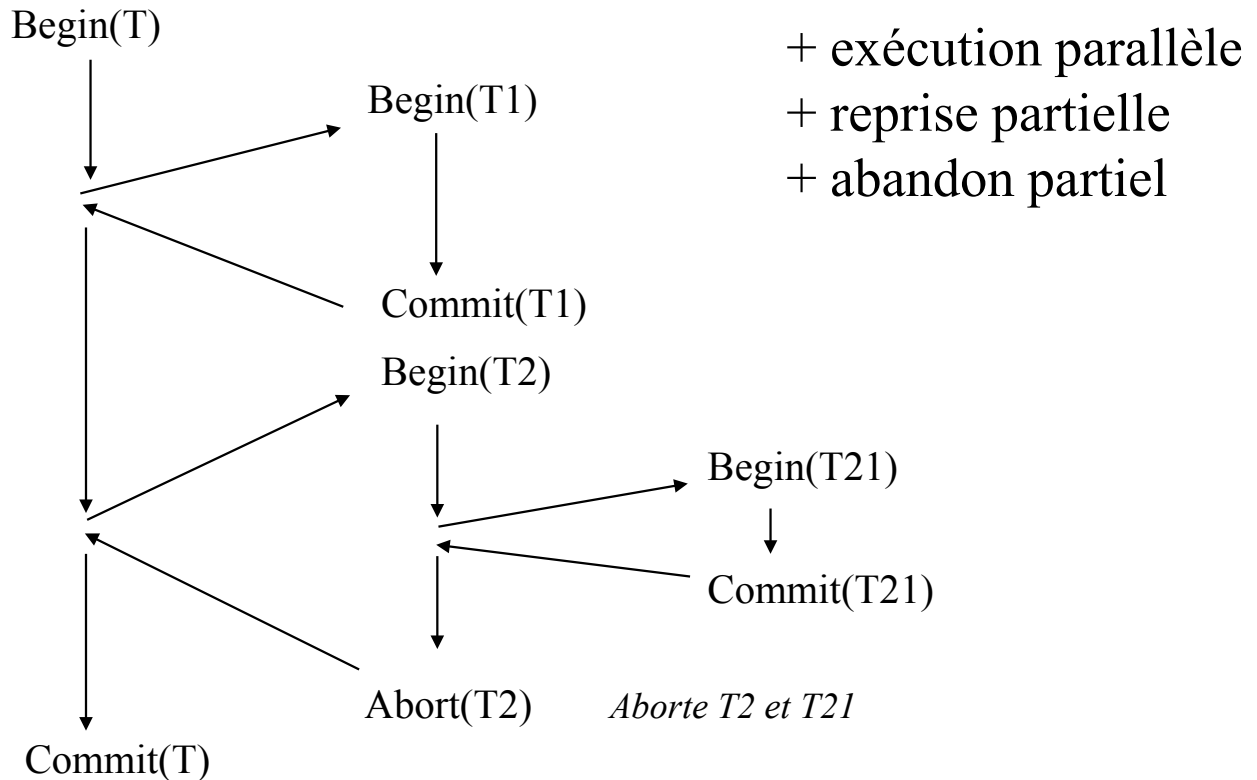 Begin(T)
+ exécution parallèle
+ reprise partielle
+ abandon partiel
Begin(T1)
Commit(T1)
Begin(T2)
Begin(T21)
Commit(T21)
Abort(T2)
Aborte T2 et T21
Commit(T)